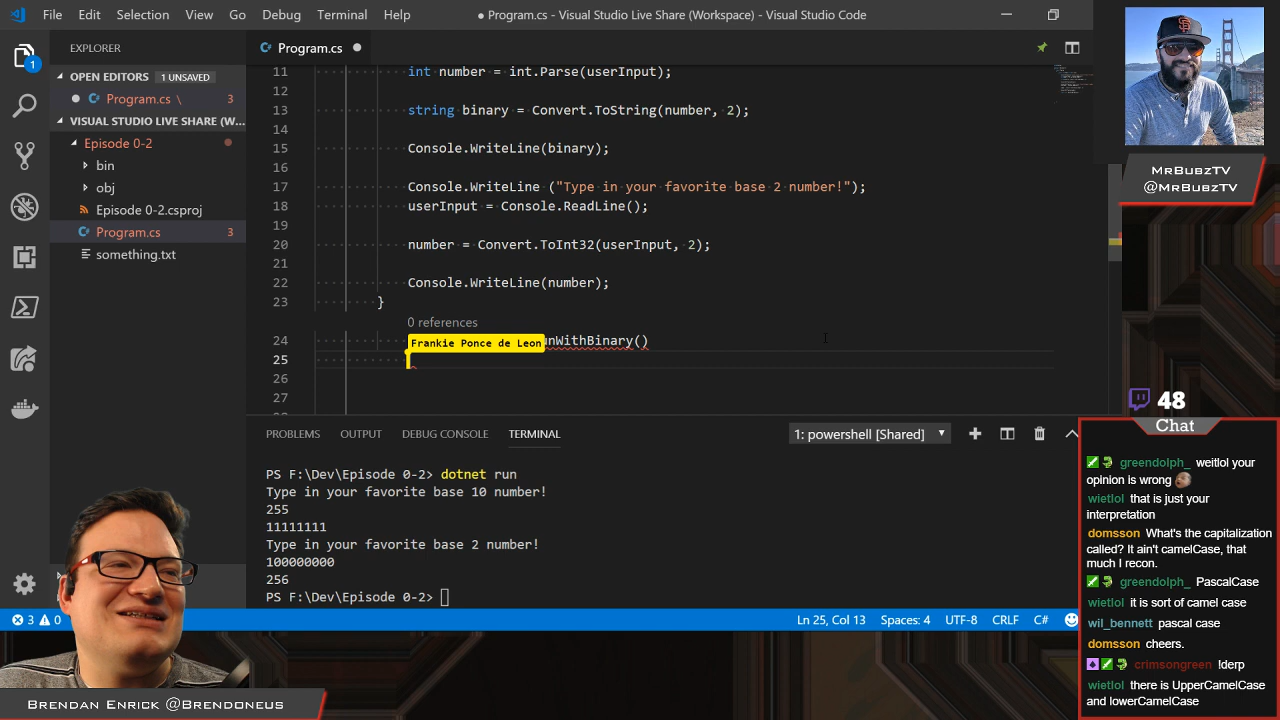 File Edit Selection View Go Debug Terminal Help
● Program.cs - Visual Studio Live Share (Workspace) - Visual Studio Code
EXPLORER
OPEN EDITORS 1 UNSAVED
Program.cs \ 3
VISUAL STUDIO LIVE SHARE (W...
Episode 0-2
bin
obj
Episode 0-2.csproj
Program.cs 3
something.txt
1
C# Program.cs ●
11 int number = int.Parse(userInput);
12
13 string binary = Convert.ToString(number, 2);
14
15 Console.WriteLine(binary);
16
17 Console.WriteLine ("Type in your favorite base 2 number!");
18 userInput = Console.ReadLine();
19
20 number = Convert.ToInt32(userInput, 2);
21
22 Console.WriteLine(number);
23 }
0 references
24 nWithBinary()
Frankie Ponce de Leon
25
26
27
PROBLEMS OUTPUT DEBUG CONSOLE TERMINAL
1: powershell [Shared]
PS F:\Dev\Episode 0-2> dotnet run
Type in your favorite base 10 number!
255
11111111
Type in your favorite base 2 number!
100000000
256
PS F:\Dev\Episode 0-2>
3 0 Ln 25, Col 13 Spaces: 4 UTF-8 CRLF C#
BRENDAN ENRICK @BRENDONEUS
MRBUBZTV
@MRBUBZTV
48
Chat
greendolph_ weitlol your
opinion is wrong
wietlol that is just your
interpretation
domsson What's the capitalization
called? It ain't camelCase, that
much I recon.
greendolph_ PascalCase
wietlol it is sort of camel case
wil_bennett pascal case
domsson cheers.
crimsongreen !derp
wietlol there is UpperCamelCase
and lowerCamelCase